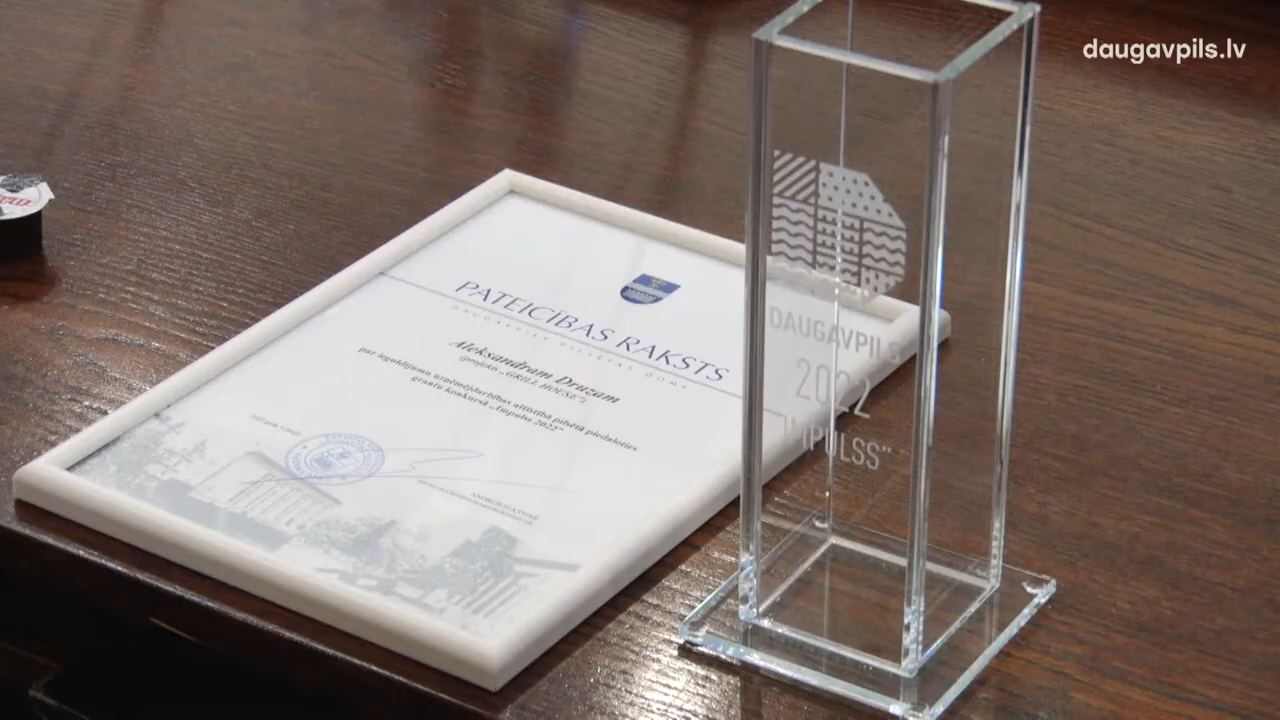 daugavpils.lv
PATEICĪBAS RAKSTS
DAUGAVPILS PILSĒTAS DOME
Aleksandram Druzam
(projekts „GRILL HOUSE”)
par ieguldījumu uzņēmējdarbības attīstībā pilsētā piedaloties
grantu konkursā „Impulss 2022”
DAUGAVPILS
2022
IMPULSS”